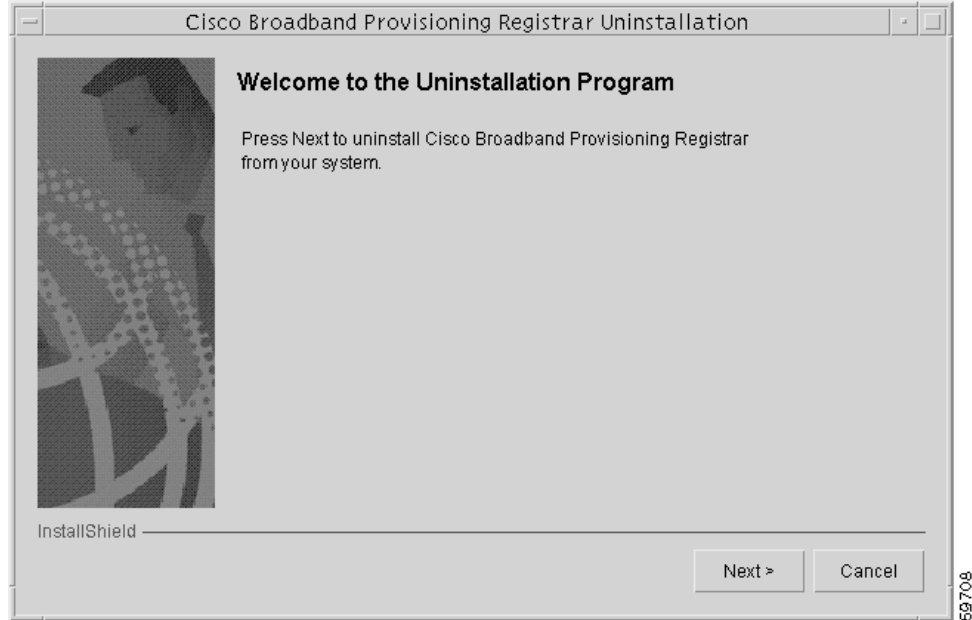 Cisco Broadband Provisioning Registrar Uninstallation
Welcome to the Uninstallation Program
Press Next to uninstall Cisco Broadband Provisioning Registrar
from your system.
InstallShield
Next >
Cancel
59708